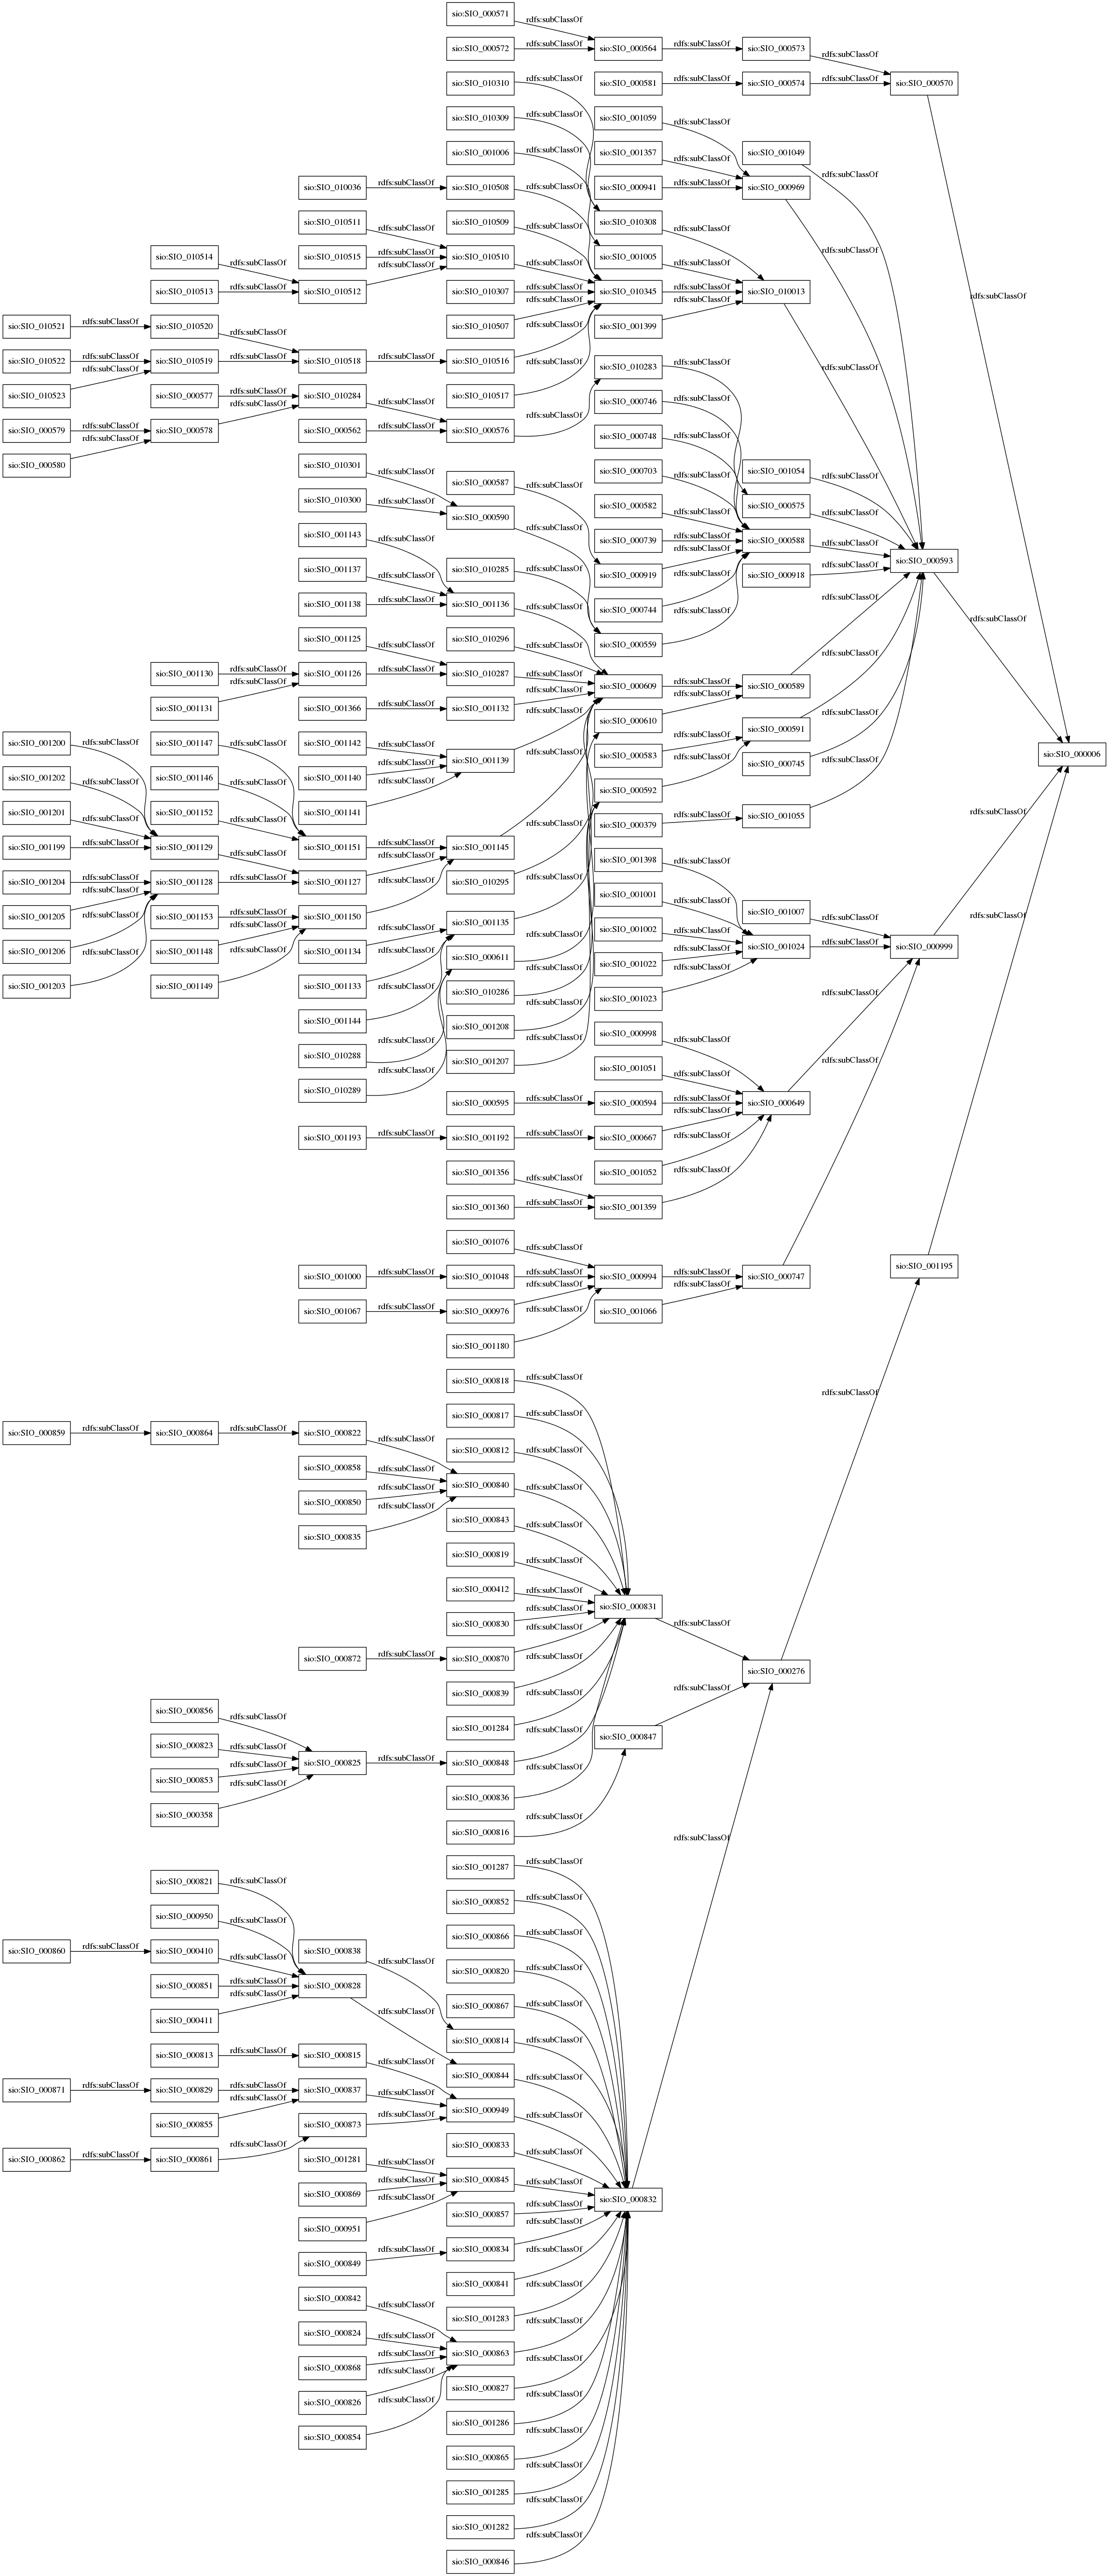 sio:SIO_000571 rdfs:subClassOf
sio:SIO_000572 rdfs:subClassOf sio:SIO_000564 rdfs:subClassOf sio:SIO_000573 rdfs:subClassOf
sio:SIO_010310 rdfs:subClassOf sio:SIO_000581 rdfs:subClassOf sio:SIO_000574 rdfs:subClassOf sio:SIO_000570
sio:SIO_010309 rdfs:subClassOf sio:SIO_001059 rdfs:subClassOf
sio:SIO_001006 rdfs:subClassOf sio:SIO_001357 rdfs:subClassOf sio:SIO_001049 rdfs:subClassOf
sio:SIO_010036 rdfs:subClassOf sio:SIO_010508 rdfs:subClassOf sio:SIO_000941 rdfs:subClassOf sio:SIO_000969
sio:SIO_010511 rdfs:subClassOf sio:SIO_010509 rdfs:subClassOf sio:SIO_010308 rdfs:subClassOf
sio:SIO_010514 rdfs:subClassOf sio:SIO_010515 rdfs:subClassOf sio:SIO_010510 rdfs:subClassOf sio:SIO_001005 rdfs:subClassOf rdfs:subClassOf
sio:SIO_010513 rdfs:subClassOf sio:SIO_010512 rdfs:subClassOf sio:SIO_010307 rdfs:subClassOf sio:SIO_010345 rdfs:subClassOf sio:SIO_010013 rdfs:subClassOf
sio:SIO_010521 rdfs:subClassOf sio:SIO_010520 rdfs:subClassOf sio:SIO_010507 rdfs:subClassOf sio:SIO_001399 rdfs:subClassOf
sio:SIO_010522 rdfs:subClassOf sio:SIO_010519 rdfs:subClassOf sio:SIO_010518 rdfs:subClassOf sio:SIO_010516 rdfs:subClassOf sio:SIO_010283 rdfs:subClassOf rdfs:subClassOf
sio:SIO_010523 rdfs:subClassOf sio:SIO_000577 rdfs:subClassOf sio:SIO_010284 rdfs:subClassOf sio:SIO_010517 rdfs:subClassOf sio:SIO_000746 rdfs:subClassOf
sio:SIO_000579 rdfs:subClassOf sio:SIO_000578 rdfs:subClassOf sio:SIO_000562 rdfs:subClassOf sio:SIO_000576 rdfs:subClassOf sio:SIO_000748 rdfs:subClassOf
sio:SIO_000580 rdfs:subClassOf sio:SIO_010301 rdfs:subClassOf sio:SIO_000587 rdfs:subClassOf sio:SIO_000703 rdfs:subClassOf sio:SIO_001054 rdfs:subClassOf
sio:SIO_010300 rdfs:subClassOf sio:SIO_000590 rdfs:subClassOf sio:SIO_000582 rdfs:subClassOf sio:SIO_000575 rdfs:subClassOf
sio:SIO_001143 rdfs:subClassOf sio:SIO_000739 rdfs:subClassOf sio:SIO_000588 rdfs:subClassOf sio:SIO_000593
sio:SIO_001137 rdfs:subClassOf sio:SIO_010285 rdfs:subClassOf sio:SIO_000919 rdfs:subClassOf sio:SIO_000918 rdfs:subClassOf
sio:SIO_001138 rdfs:subClassOf sio:SIO_001136 rdfs:subClassOf sio:SIO_000744 rdfs:subClassOf rdfs:subClassOf rdfs:subClassOf
sio:SIO_001125 rdfs:subClassOf sio:SIO_010296 rdfs:subClassOf sio:SIO_000559 rdfs:subClassOf
sio:SIO_001130 rdfs:subClassOf sio:SIO_001126 rdfs:subClassOf sio:SIO_010287 rdfs:subClassOf sio:SIO_000609 rdfs:subClassOf sio:SIO_000589 rdfs:subClassOf
sio:SIO_001131 rdfs:subClassOf sio:SIO_001366 rdfs:subClassOf sio:SIO_001132 rdfs:subClassOf sio:SIO_000610 rdfs:subClassOf
sio:SIO_001200 rdfs:subClassOf sio:SIO_001147 rdfs:subClassOf sio:SIO_001142 rdfs:subClassOf sio:SIO_001139 rdfs:subClassOf sio:SIO_000583 rdfs:subClassOf sio:SIO_000591 rdfs:subClassOf sio:SIO_000006
sio:SIO_001202 rdfs:subClassOf sio:SIO_001146 rdfs:subClassOf sio:SIO_001140 rdfs:subClassOf rdfs:subClassOf sio:SIO_000592 rdfs:subClassOf sio:SIO_000745 rdfs:subClassOf
sio:SIO_001201 rdfs:subClassOf sio:SIO_001152 rdfs:subClassOf sio:SIO_001141 rdfs:subClassOf sio:SIO_000379 rdfs:subClassOf sio:SIO_001055 rdfs:subClassOf
sio:SIO_001199 rdfs:subClassOf sio:SIO_001129 rdfs:subClassOf sio:SIO_001151 rdfs:subClassOf sio:SIO_001145 rdfs:subClassOf sio:SIO_001398 rdfs:subClassOf
sio:SIO_001204 rdfs:subClassOf sio:SIO_001128 rdfs:subClassOf sio:SIO_001127 rdfs:subClassOf sio:SIO_010295 rdfs:subClassOf sio:SIO_001001 rdfs:subClassOf rdfs:subClassOf
sio:SIO_001205 rdfs:subClassOf sio:SIO_001153 rdfs:subClassOf sio:SIO_001150 rdfs:subClassOf sio:SIO_001135 rdfs:subClassOf sio:SIO_001002 rdfs:subClassOf sio:SIO_001007 rdfs:subClassOf rdfs:subClassOf
sio:SIO_001206 rdfs:subClassOf sio:SIO_001148 rdfs:subClassOf sio:SIO_001134 rdfs:subClassOf sio:SIO_000611 rdfs:subClassOf sio:SIO_001022 rdfs:subClassOf sio:SIO_001024 rdfs:subClassOf sio:SIO_000999
sio:SIO_001203 rdfs:subClassOf sio:SIO_001149 rdfs:subClassOf sio:SIO_001133 rdfs:subClassOf sio:SIO_010286 rdfs:subClassOf sio:SIO_001023 rdfs:subClassOf rdfs:subClassOf
sio:SIO_001144 rdfs:subClassOf sio:SIO_001208 rdfs:subClassOf sio:SIO_000998 rdfs:subClassOf
sio:SIO_010288 rdfs:subClassOf sio:SIO_001207 rdfs:subClassOf sio:SIO_001051 rdfs:subClassOf rdfs:subClassOf
sio:SIO_010289 rdfs:subClassOf sio:SIO_000595 rdfs:subClassOf sio:SIO_000594 rdfs:subClassOf sio:SIO_000649
sio:SIO_001193 rdfs:subClassOf sio:SIO_001192 rdfs:subClassOf sio:SIO_000667 rdfs:subClassOf
sio:SIO_001356 rdfs:subClassOf sio:SIO_001052 rdfs:subClassOf
sio:SIO_001360 rdfs:subClassOf sio:SIO_001359 rdfs:subClassOf
sio:SIO_001076 rdfs:subClassOf sio:SIO_001195
sio:SIO_001000 rdfs:subClassOf sio:SIO_001048 rdfs:subClassOf sio:SIO_000994 rdfs:subClassOf sio:SIO_000747
sio:SIO_001067 rdfs:subClassOf sio:SIO_000976 rdfs:subClassOf sio:SIO_001066 rdfs:subClassOf
sio:SIO_001180 rdfs:subClassOf
sio:SIO_000818 rdfs:subClassOf rdfs:subClassOf
sio:SIO_000817 rdfs:subClassOf
sio:SIO_000859 rdfs:subClassOf sio:SIO_000864 rdfs:subClassOf sio:SIO_000822 rdfs:subClassOf sio:SIO_000812 rdfs:subClassOf
sio:SIO_000858 rdfs:subClassOf sio:SIO_000840 rdfs:subClassOf
sio:SIO_000850 rdfs:subClassOf sio:SIO_000843 rdfs:subClassOf
sio:SIO_000835 rdfs:subClassOf sio:SIO_000819 rdfs:subClassOf
sio:SIO_000412 rdfs:subClassOf sio:SIO_000831 rdfs:subClassOf
sio:SIO_000830 rdfs:subClassOf
sio:SIO_000872 rdfs:subClassOf sio:SIO_000870 rdfs:subClassOf sio:SIO_000276
sio:SIO_000839 rdfs:subClassOf rdfs:subClassOf
sio:SIO_000856 rdfs:subClassOf sio:SIO_001284 rdfs:subClassOf sio:SIO_000847
sio:SIO_000823 rdfs:subClassOf sio:SIO_000825 rdfs:subClassOf sio:SIO_000848 rdfs:subClassOf
sio:SIO_000853 rdfs:subClassOf sio:SIO_000836 rdfs:subClassOf
sio:SIO_000358 rdfs:subClassOf sio:SIO_000816 rdfs:subClassOf
sio:SIO_000821 rdfs:subClassOf sio:SIO_001287 rdfs:subClassOf rdfs:subClassOf
sio:SIO_000950 rdfs:subClassOf sio:SIO_000852 rdfs:subClassOf
sio:SIO_000860 rdfs:subClassOf sio:SIO_000410 rdfs:subClassOf sio:SIO_000838 rdfs:subClassOf sio:SIO_000866 rdfs:subClassOf
sio:SIO_000851 rdfs:subClassOf sio:SIO_000828 rdfs:subClassOf sio:SIO_000820 rdfs:subClassOf
sio:SIO_000411 rdfs:subClassOf sio:SIO_000867 rdfs:subClassOf
sio:SIO_000813 rdfs:subClassOf sio:SIO_000815 rdfs:subClassOf sio:SIO_000814 rdfs:subClassOf
sio:SIO_000871 rdfs:subClassOf sio:SIO_000829 rdfs:subClassOf sio:SIO_000837 rdfs:subClassOf sio:SIO_000844 rdfs:subClassOf
sio:SIO_000855 rdfs:subClassOf sio:SIO_000873 rdfs:subClassOf sio:SIO_000949 rdfs:subClassOf
sio:SIO_000862 rdfs:subClassOf sio:SIO_000861 rdfs:subClassOf sio:SIO_001281 rdfs:subClassOf sio:SIO_000833 rdfs:subClassOf
sio:SIO_000869 rdfs:subClassOf sio:SIO_000845 rdfs:subClassOf sio:SIO_000832
sio:SIO_000951 rdfs:subClassOf sio:SIO_000857 rdfs:subClassOf
sio:SIO_000849 rdfs:subClassOf sio:SIO_000834 rdfs:subClassOf
sio:SIO_000841 rdfs:subClassOf
sio:SIO_000842 rdfs:subClassOf sio:SIO_001283 rdfs:subClassOf
sio:SIO_000824 rdfs:subClassOf sio:SIO_000863 rdfs:subClassOf
sio:SIO_000868 rdfs:subClassOf sio:SIO_000827 rdfs:subClassOf
sio:SIO_000826 rdfs:subClassOf sio:SIO_001286 rdfs:subClassOf
sio:SIO_000854 rdfs:subClassOf sio:SIO_000865 rdfs:subClassOf
sio:SIO_001285 rdfs:subClassOf
sio:SIO_001282 rdfs:subClassOf
sio:SIO_000846 rdfs:subClassOf